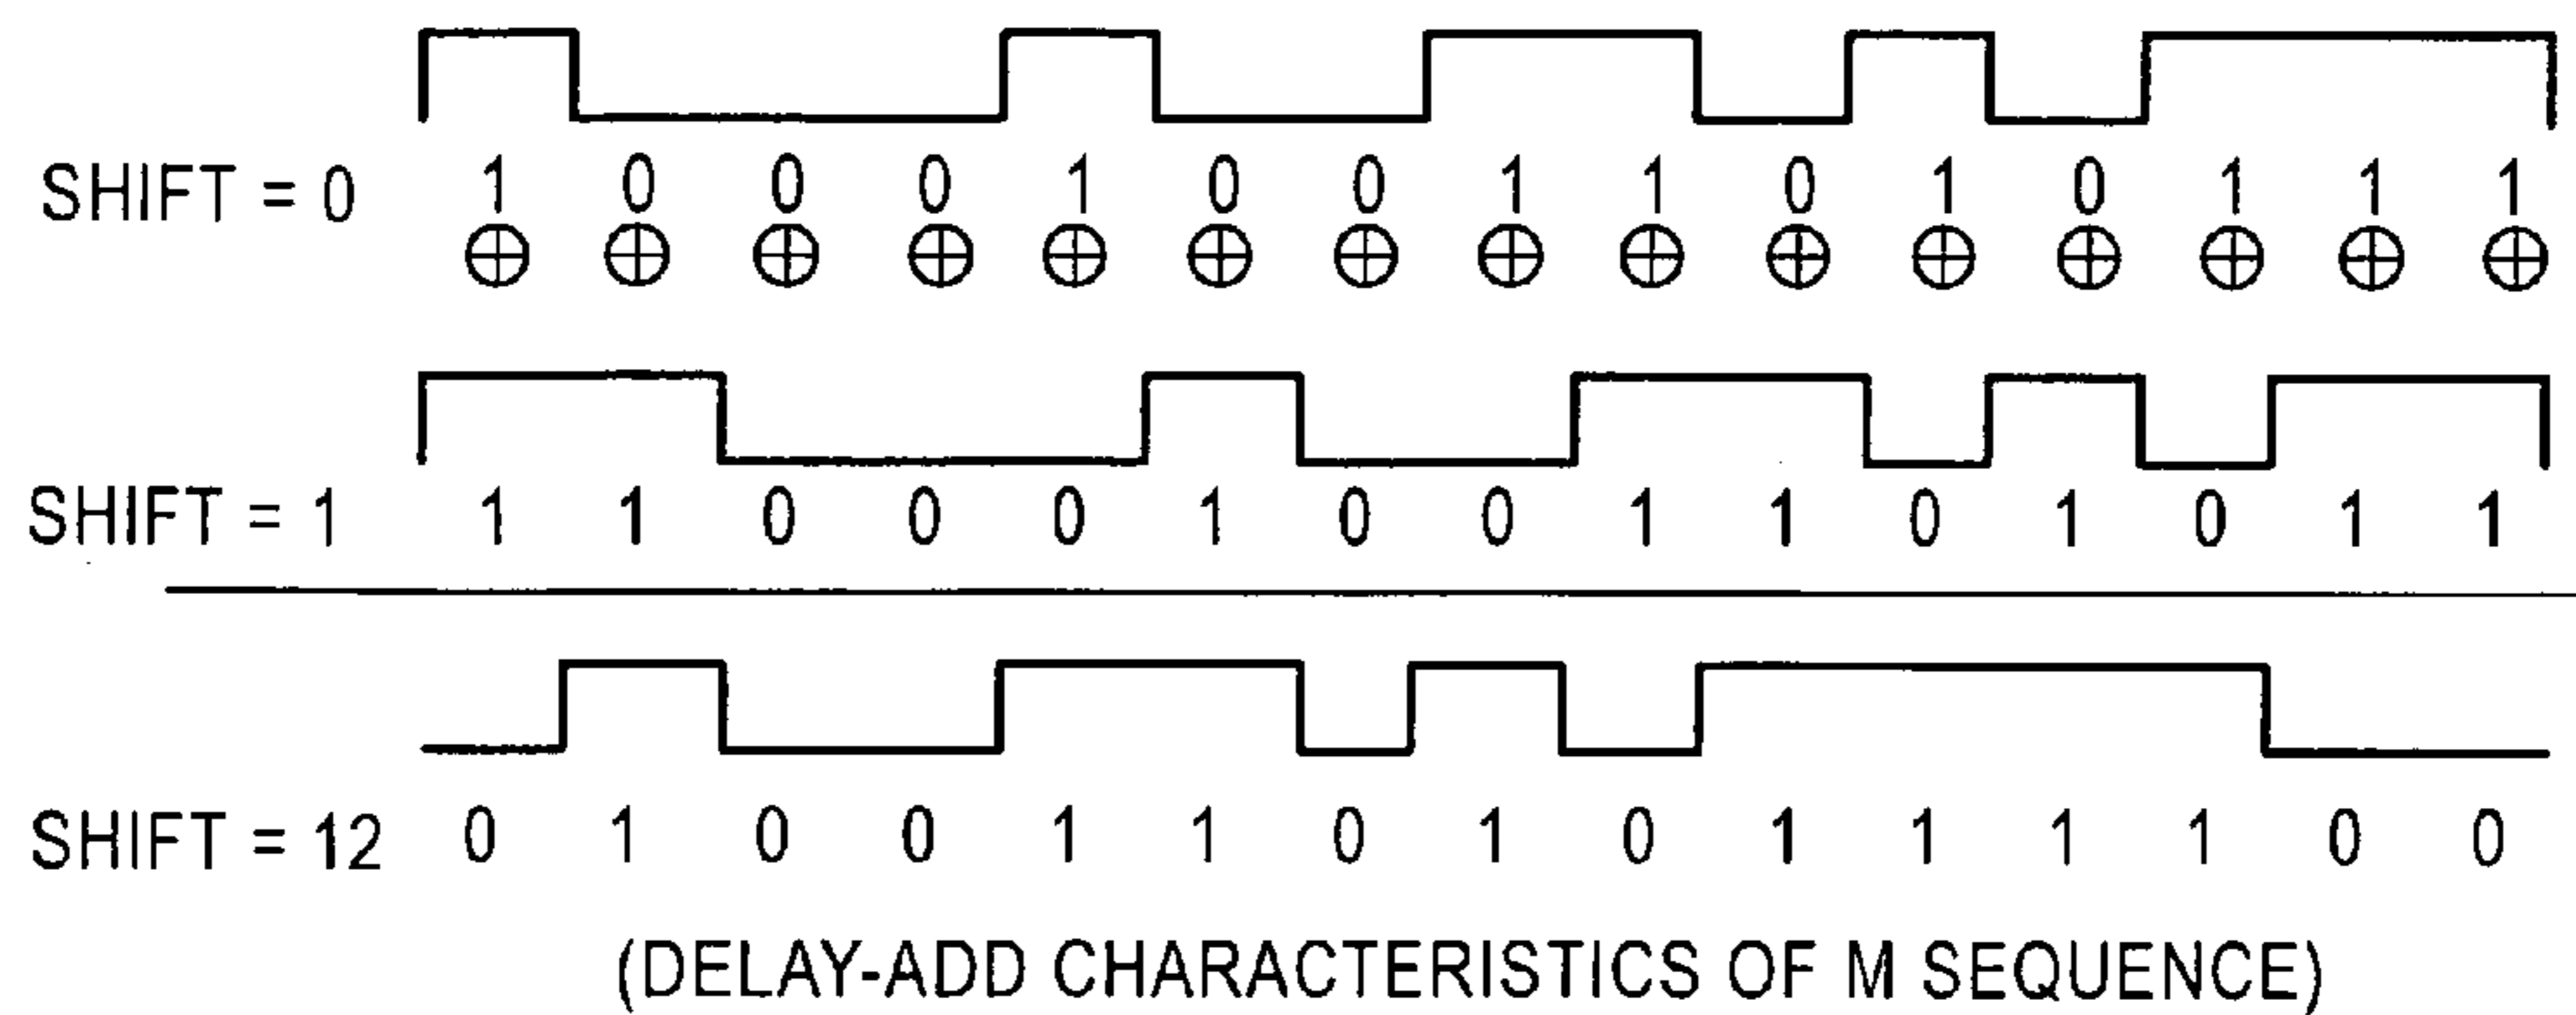 SHIFT = 0 1 0 0 0 1 0 0 1 1 0 1 0 1 1 1
⊕ ⊕ ⊕ ⊕ ⊕ ⊕ ⊕ ⊕ ⊕ ⊕ ⊕ ⊕ ⊕ ⊕ ⊕
SHIFT = 1 1 1 0 0 0 1 0 0 1 1 0 1 0 1 1
SHIFT = 12 0 1 0 0 1 1 0 1 0 1 1 1 1 0 0
(DELAY-ADD CHARACTERISTICS OF M SEQUENCE)